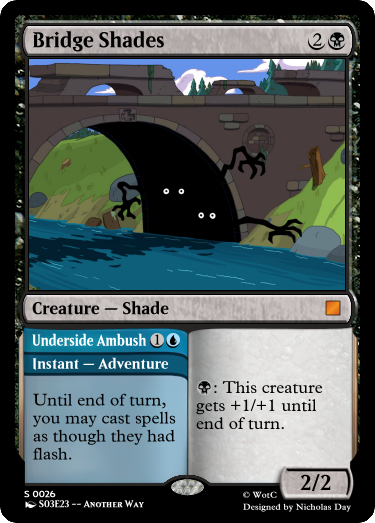 Bridge Shades 2
Creature — Shade
Underside Ambush 1
Instant — Adventure
Until end of turn,
you may cast spells
as though they had
flash.
: This creature
gets +1/+1 until
end of turn.
2/2
S 0026
S03E23 -- Another Way
© WotC
Designed by Nicholas Day